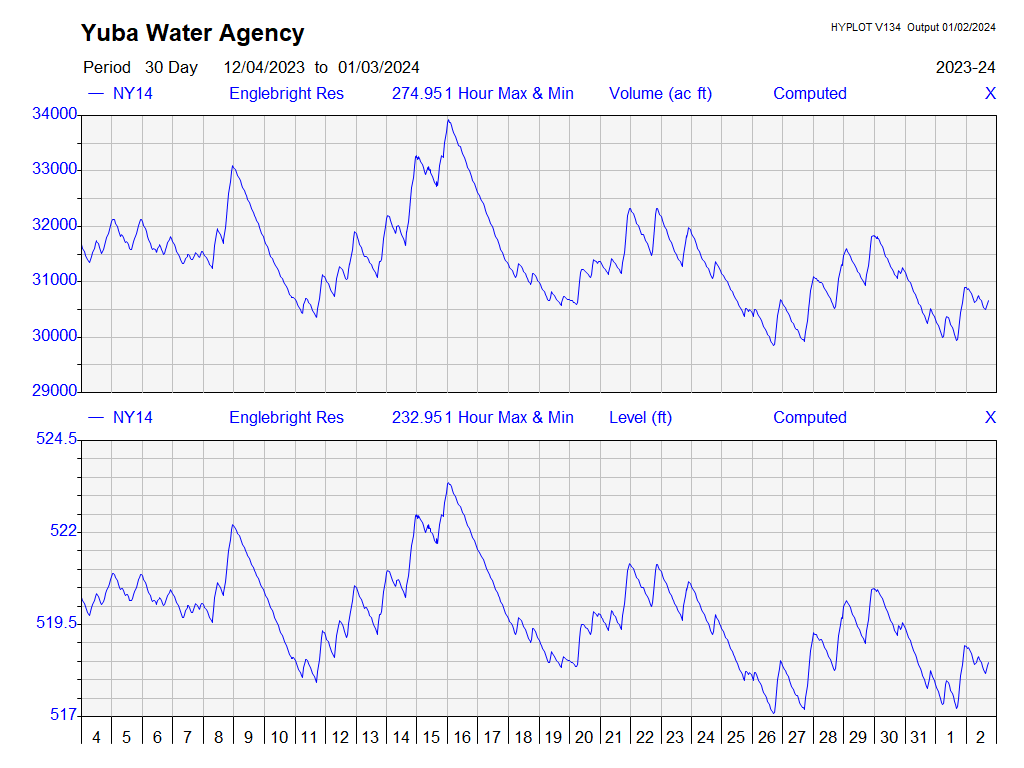 Yuba Water Agency
HYPLOT V134 Output 01/02/2024
Period 30 Day 12/04/2023 to 01/03/2024
2023-24
NY14 Englebright Res 274.951 Hour Max & Min Volume (ac ft) Computed X
34000
33000
32000
31000
30000
29000
NY14 Englebright Res 232.951 Hour Max & Min Level (ft) Computed X
524.5
522
519.5
517
4 5 6 7 8 9 10 11 12 13 14 15 16 17 18 19 20 21 22 23 24 25 26 27 28 29 30 31 1 2